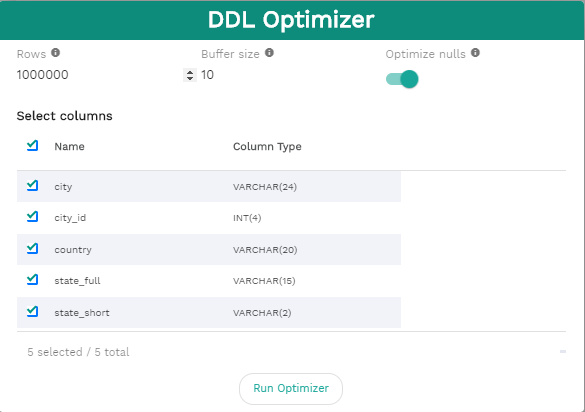 DDL Optimizer
Rows Buffer size Optimize nulls
1000000 10
Select columns
Name Column Type
city VARCHAR(24)
city_id INT(4)
country VARCHAR(20)
state_full VARCHAR(15)
state_short VARCHAR(2)
5 selected / 5 total
Run Optimizer